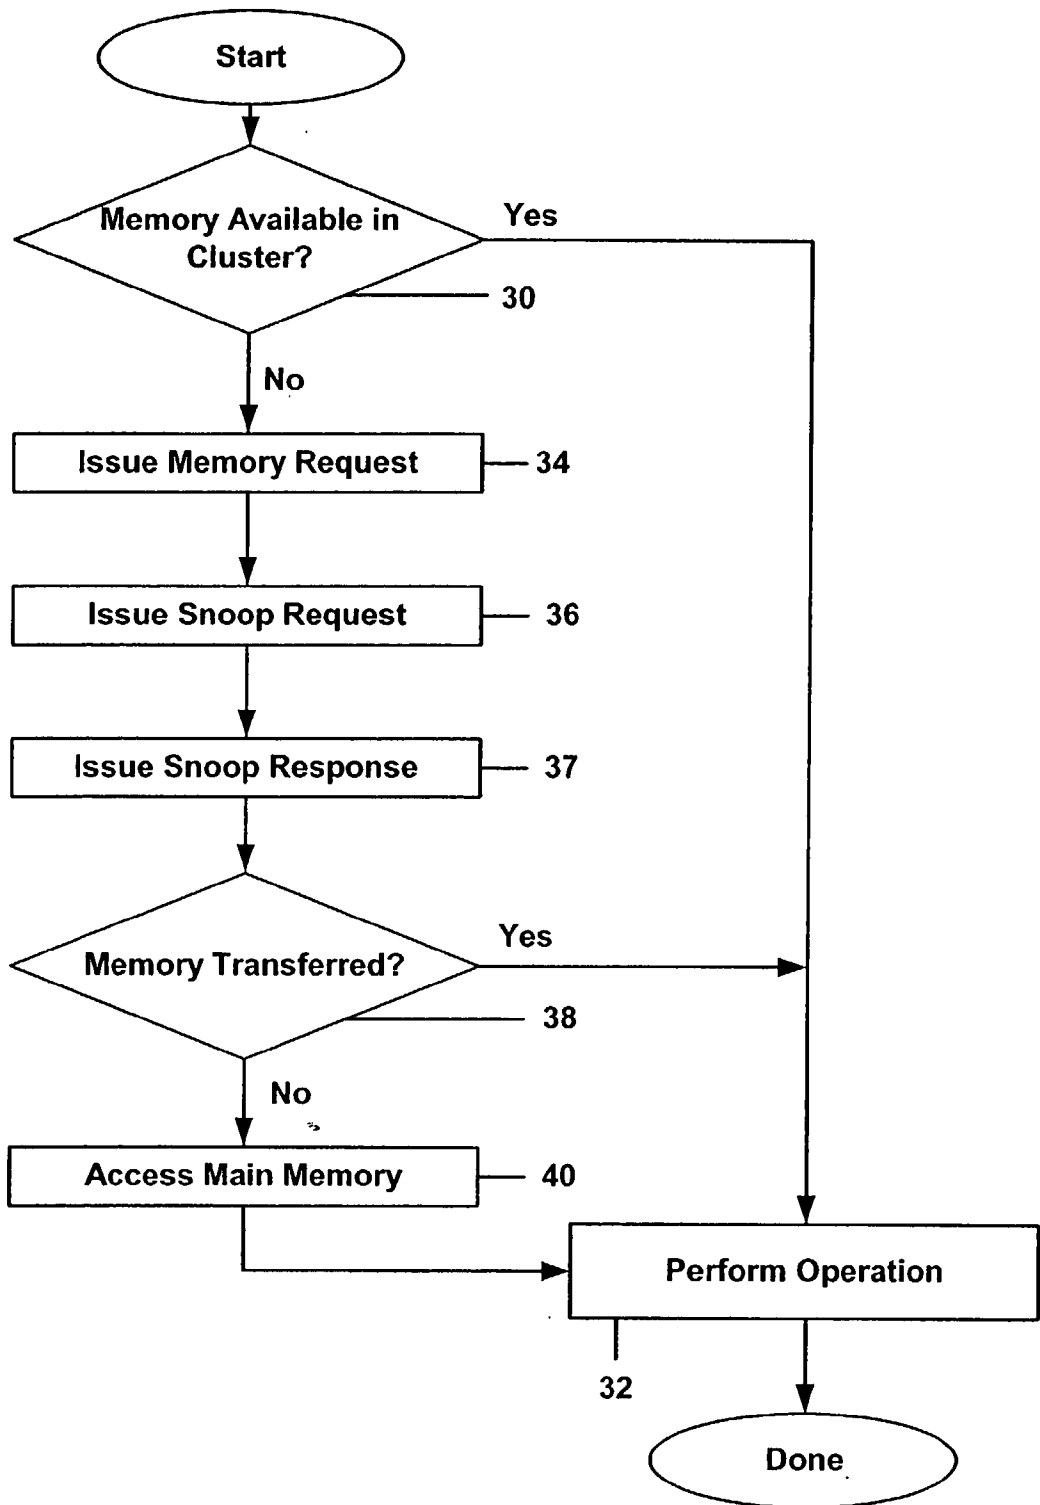 Start
Memory Available in
Cluster?
Yes
30
No
Issue Memory Request
34
Issue Snoop Request
36
Issue Snoop Response
37
Memory Transferred?
Yes
38
No
Access Main Memory
40
Perform Operation
32
Done